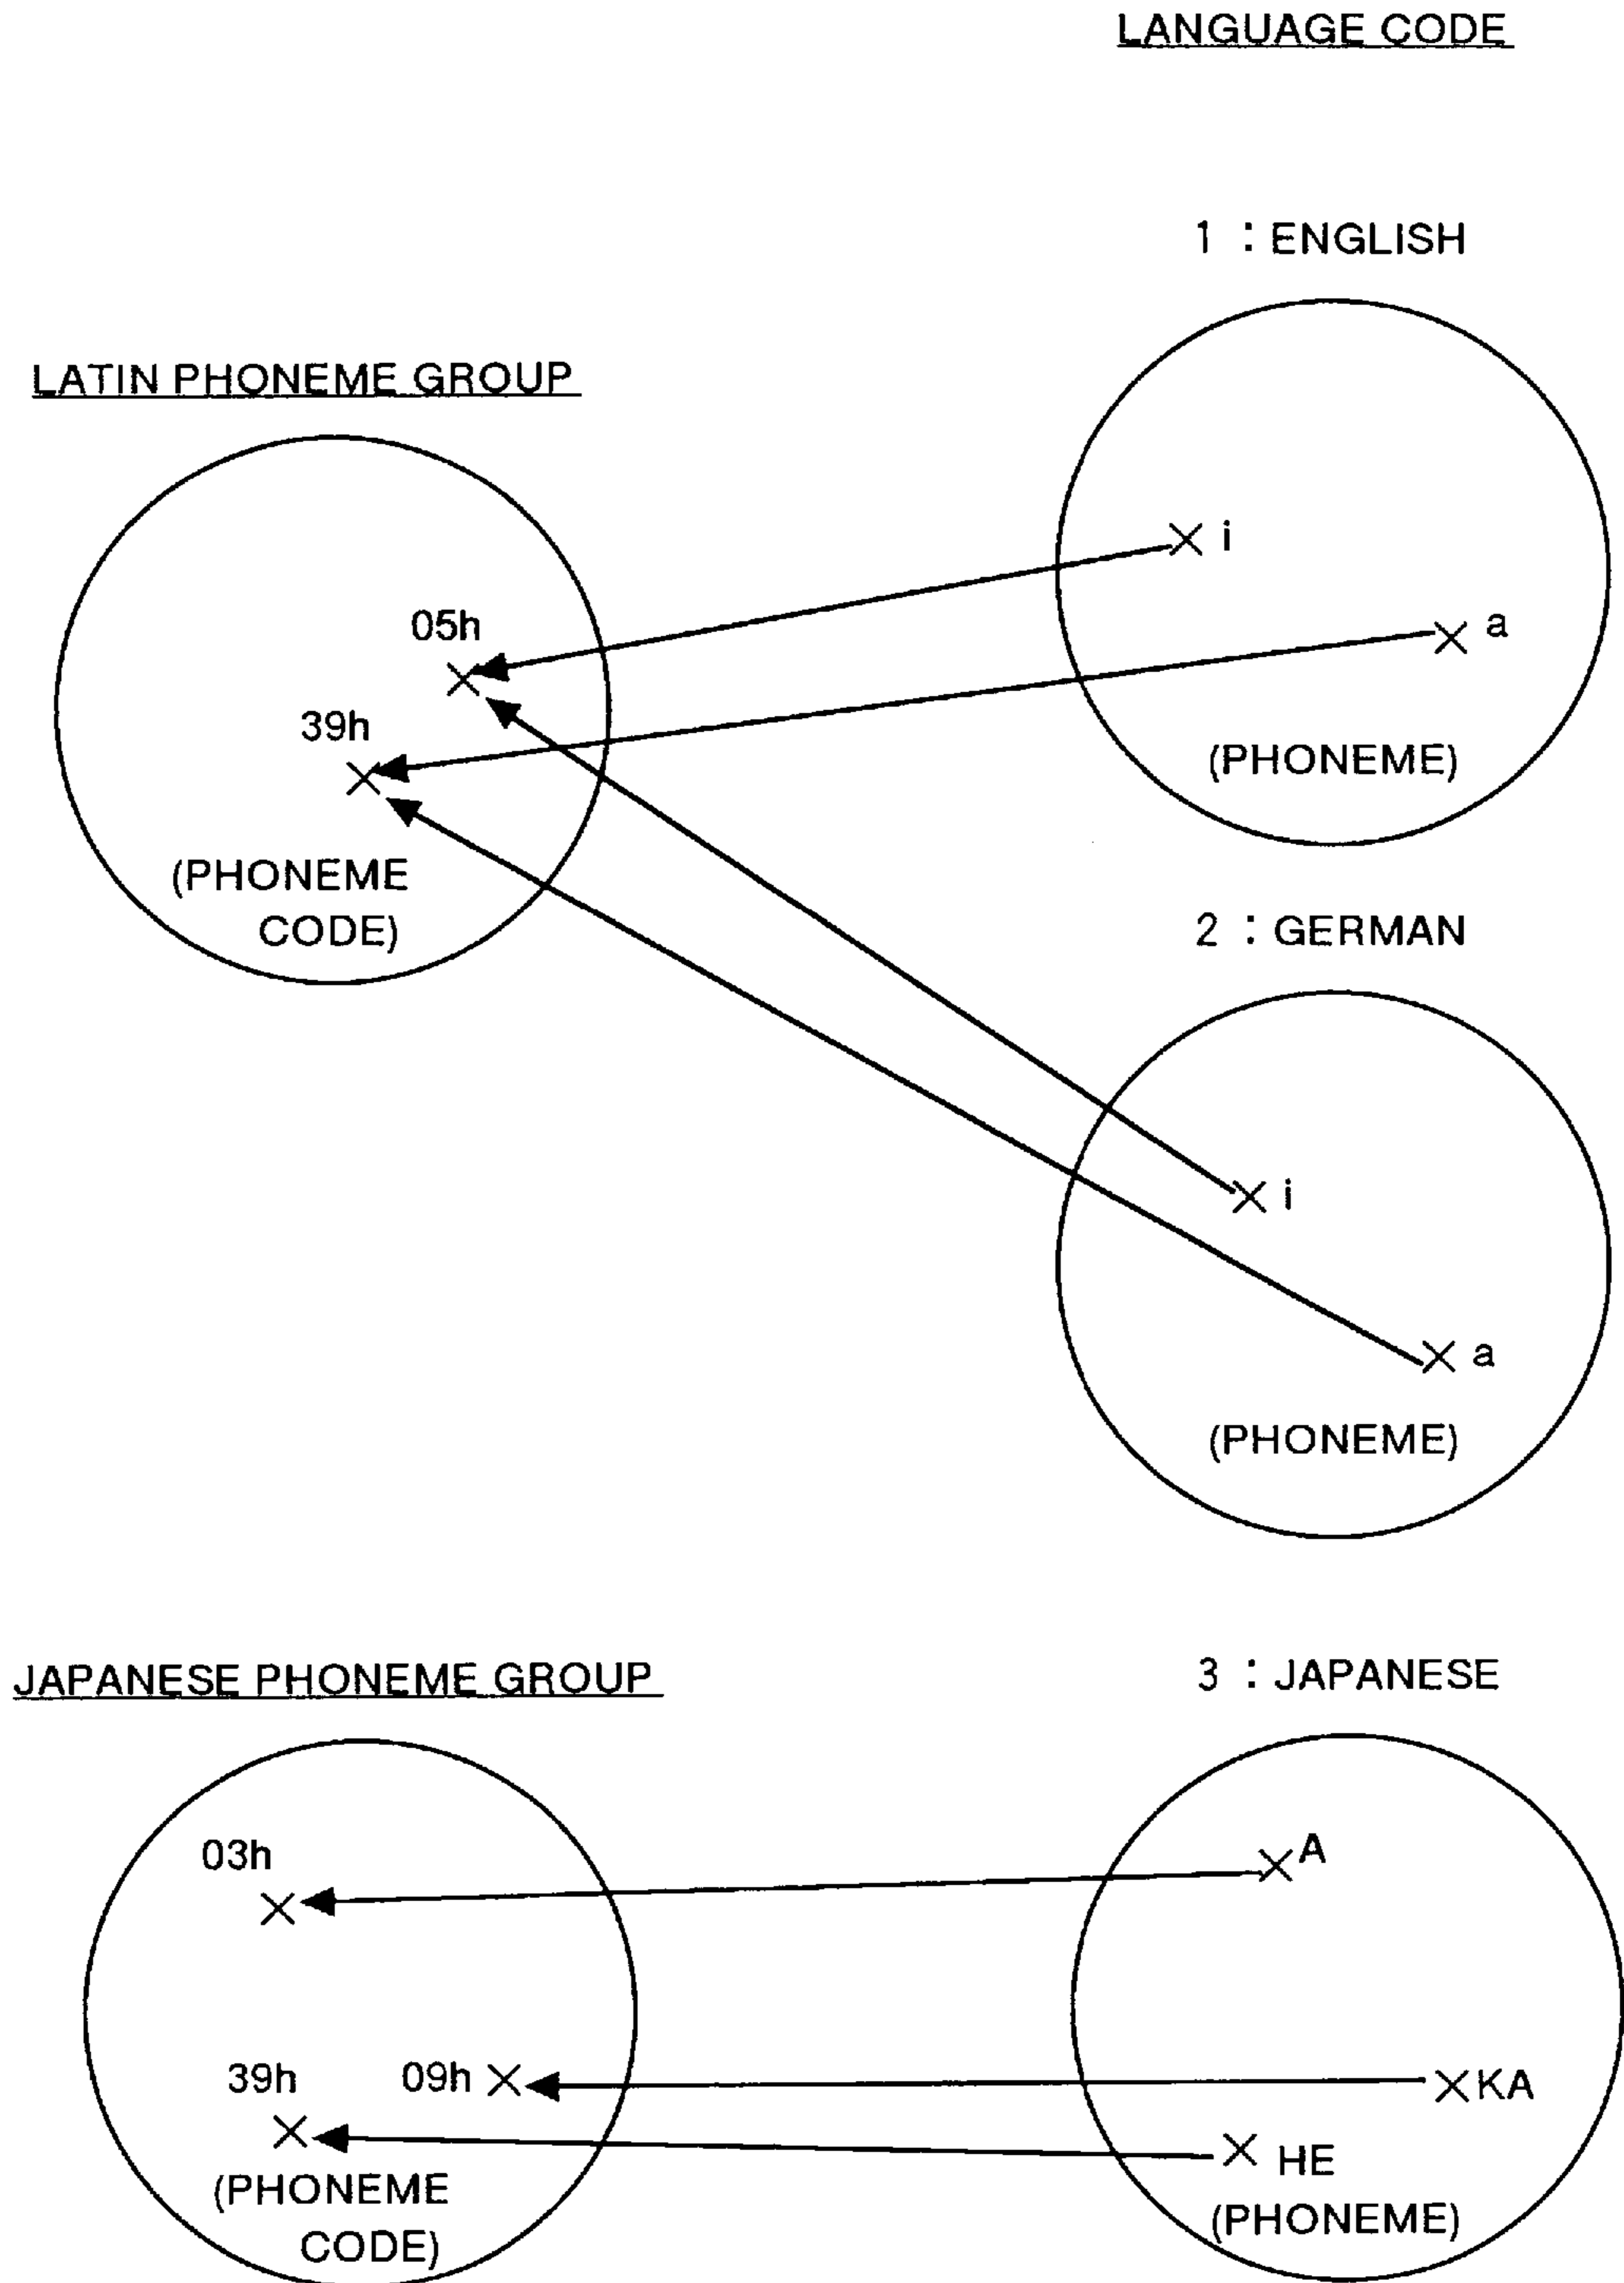 LANGUAGE CODE
1 : ENGLISH
LATIN PHONEME GROUP
i
05h
a
39h
(PHONEME)
(PHONEME
CODE)
2 : GERMAN
i
a
(PHONEME)
JAPANESE PHONEME GROUP
3 : JAPANESE
03h
A
39h
09h
KA
HE
(PHONEME
CODE)
(PHONEME)